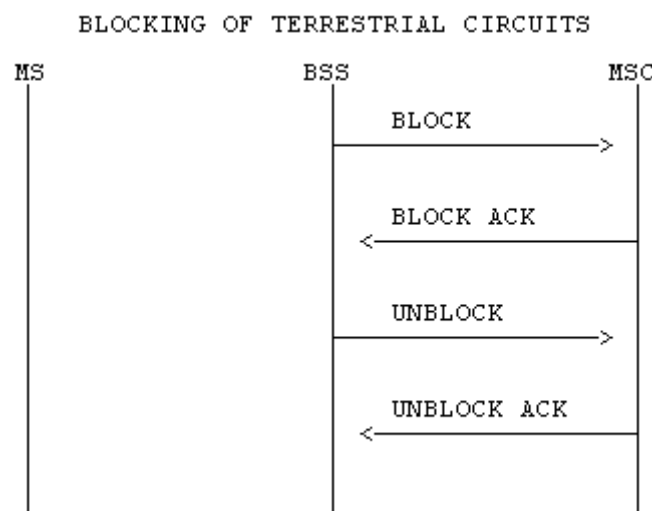 BLOCKING OF TERRESTRIAL CIRCUITS
MS BSS MSC
BLOCK
BLOCK ACK
UNBLOCK
UNBLOCK ACK